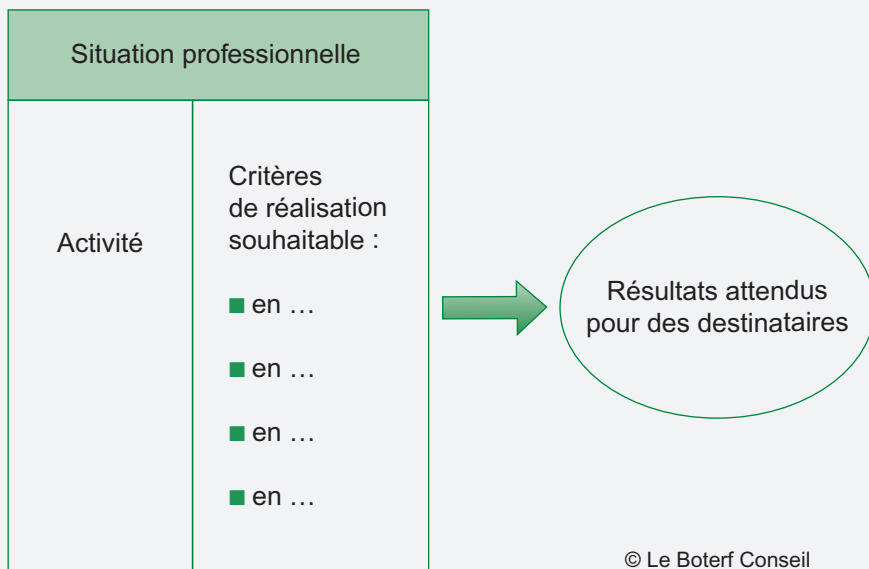 Situation professionnelle
Activité
Critères
de réalisation
souhaitable :
■ en …
■ en …
■ en …
■ en …
Résultats attendus
pour des destinataires
© Le Boterf Conseil